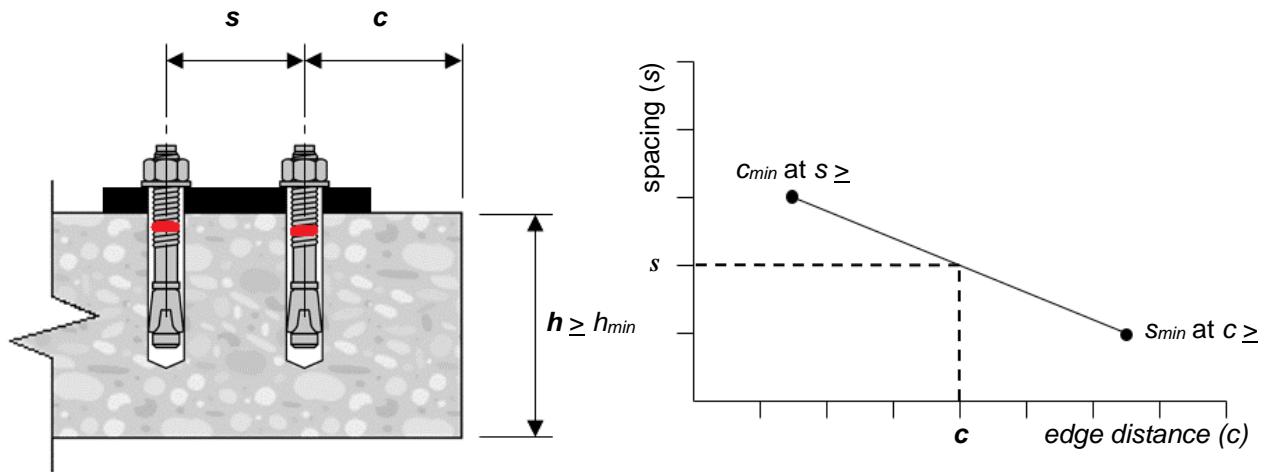 s
c
h ≥ hmin
spacing (s)
cmin at s ≥
s
smin at c ≥
c
edge distance (c)